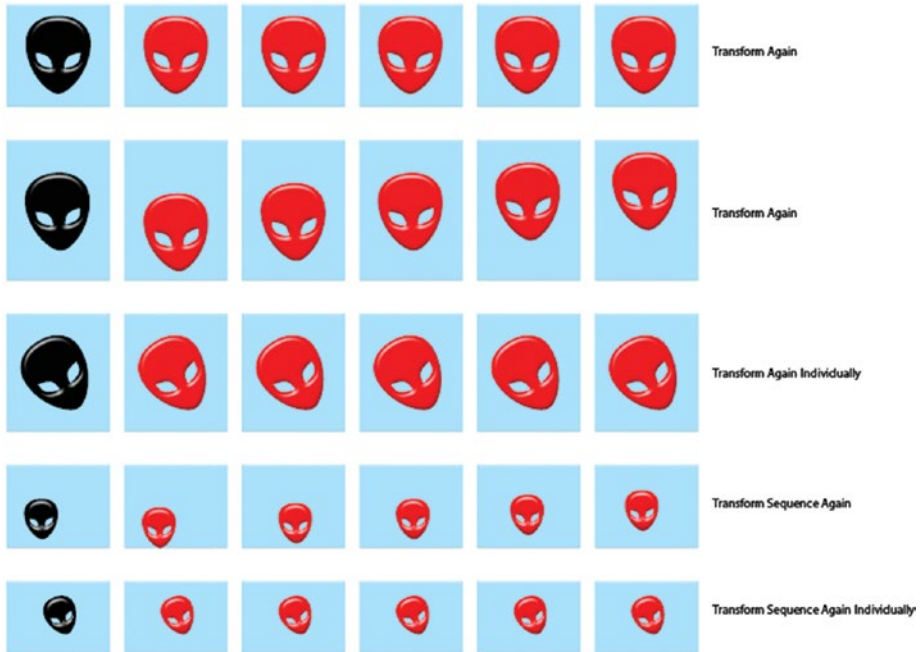 Transform Again
Transform Again
Transform Again Individually
Transform Sequence Again
Transform Sequence Again Individually